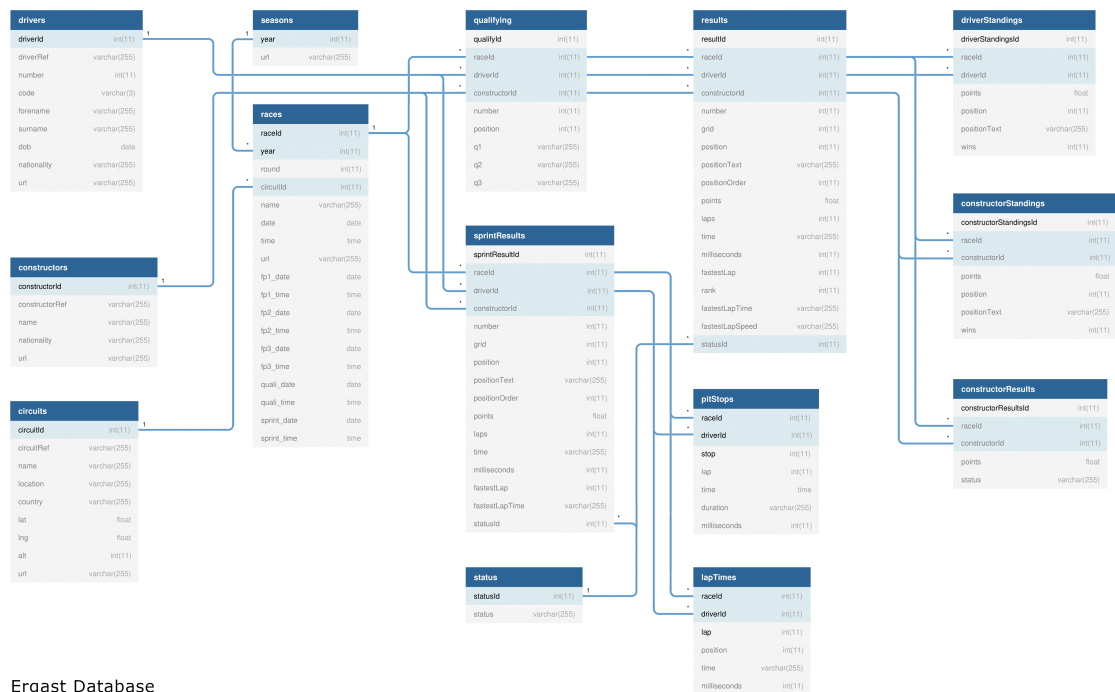 drivers
driverId int(11)
driverRef varchar(255)
number int(11)
code varchar(3)
forename varchar(255)
surname varchar(255)
dob date
nationality varchar(255)
url varchar(255)
constructors
constructorId int(11)
constructorRef varchar(255)
name varchar(255)
nationality varchar(255)
url varchar(255)
circuits
circuitId int(11)
circuitRef varchar(255)
name varchar(255)
location varchar(255)
country varchar(255)
lat float
lng float
alt int(11)
url varchar(255)
seasons
year int(11)
url varchar(255)
races
raceId int(11)
year int(11)
round int(11)
circuitId int(11)
name varchar(255)
date date
time time
url varchar(255)
fp1_date date
fp1_time time
fp2_date date
fp2_time time
fp3_date date
fp3_time time
quali_date date
quali_time time
sprint_date date
sprint_time time
qualifying
qualifyId int(11)
raceId int(11)
driverId int(11)
constructorId int(11)
number int(11)
position int(11)
q1 varchar(255)
q2 varchar(255)
q3 varchar(255)
sprintResults
sprintResultId int(11)
raceId int(11)
driverId int(11)
constructorId int(11)
number int(11)
grid int(11)
position int(11)
positionText varchar(255)
positionOrder int(11)
points float
laps int(11)
time varchar(255)
milliseconds int(11)
fastestLap int(11)
fastestLapTime varchar(255)
statusId int(11)
status
statusId int(11)
status varchar(255)
results
resultId int(11)
raceId int(11)
driverId int(11)
constructorId int(11)
number int(11)
grid int(11)
position int(11)
positionText varchar(255)
positionOrder int(11)
points float
laps int(11)
time varchar(255)
milliseconds int(11)
fastestLap int(11)
rank int(11)
fastestLapTime varchar(255)
fastestLapSpeed varchar(255)
statusId int(11)
pitStops
raceId int(11)
driverId int(11)
stop int(11)
lap int(11)
time time
duration varchar(255)
milliseconds int(11)
lapTimes
raceId int(11)
driverId int(11)
lap int(11)
position int(11)
time varchar(255)
milliseconds int(11)
driverStandings
driverStandingsId int(11)
raceId int(11)
driverId int(11)
points float
position int(11)
positionText varchar(255)
wins int(11)
constructorStandings
constructorStandingsId int(11)
raceId int(11)
constructorId int(11)
points float
position int(11)
positionText varchar(255)
wins int(11)
constructorResults
constructorResultsId int(11)
raceId int(11)
constructorId int(11)
points float
status varchar(255)
1
1
1
1
1
1
Ergast Database